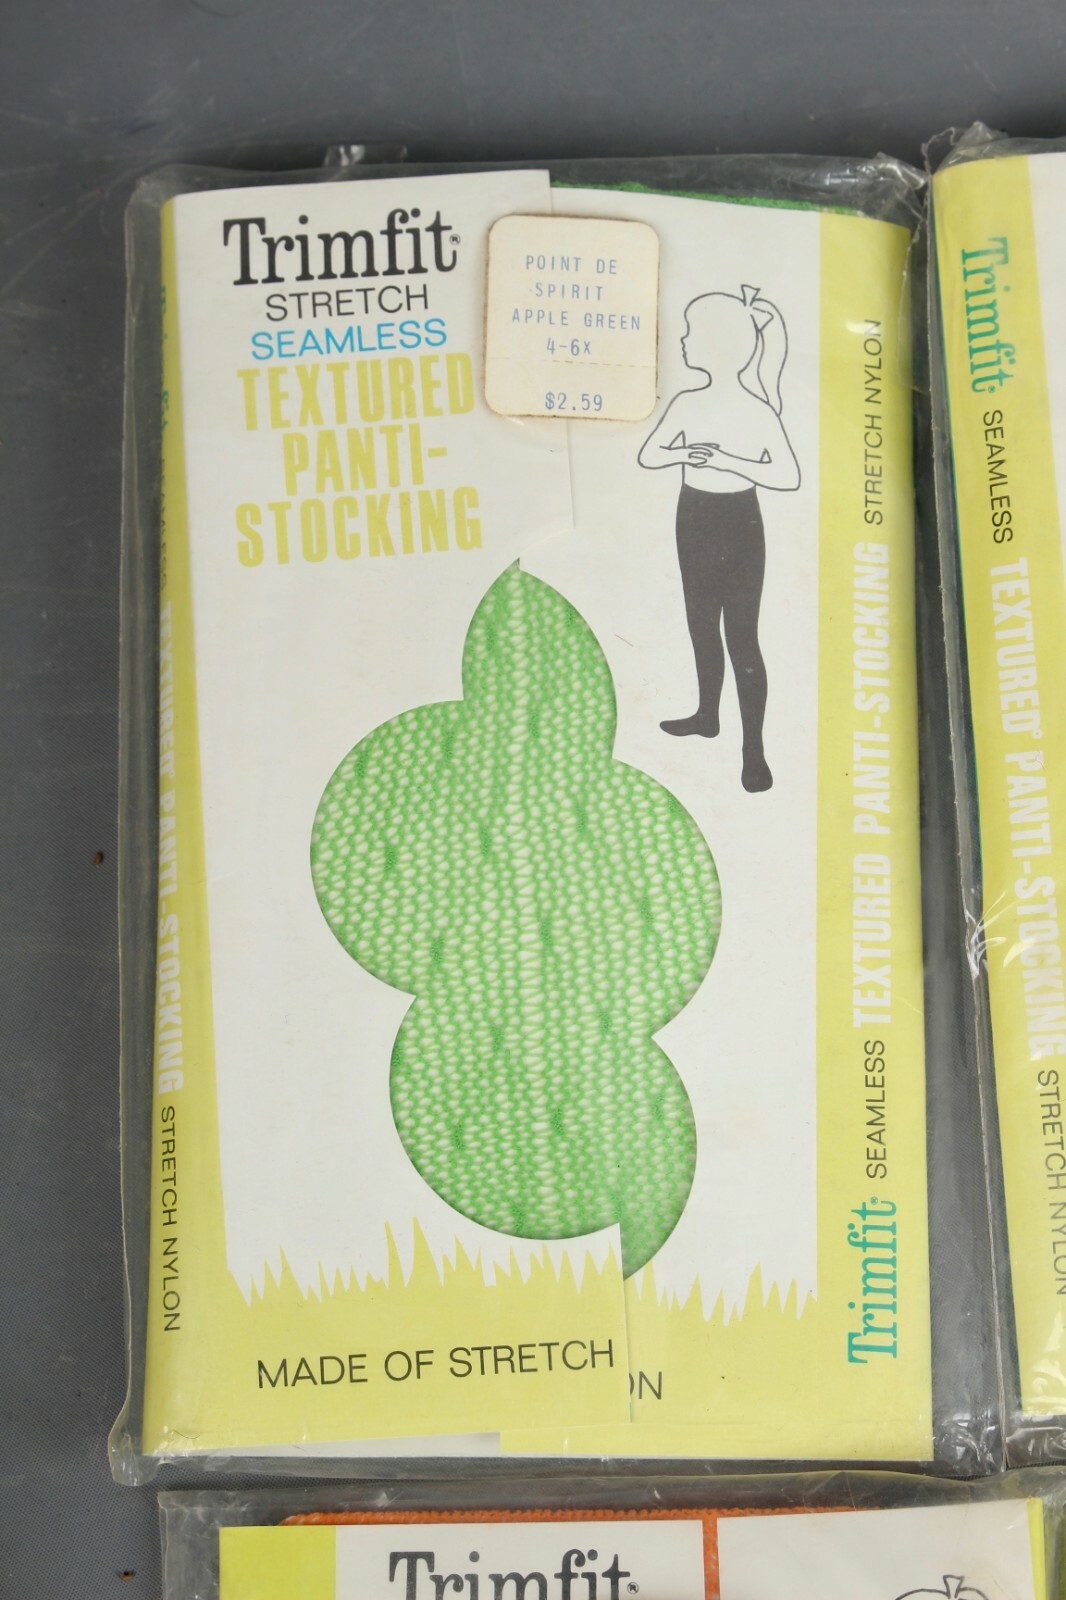 Trimfit®
STRETCH
SEAMLESS
TEXTURED
PANTI-
STOCKING
POINT DE
SPIRIT
APPLE GREEN
4-6X
$2.59
MADE OF STRETCH
ON
TEXTURED PANTI-STOCKING STRETCH NYLON
Trimfit® SEAMLESS TEXTURED PANTI-STOCKING STRETCH NYLON
Trimfit® SEAMLESS TEXTURED® PANTI-STOCKING STRETCH NYLON
Trimfit®